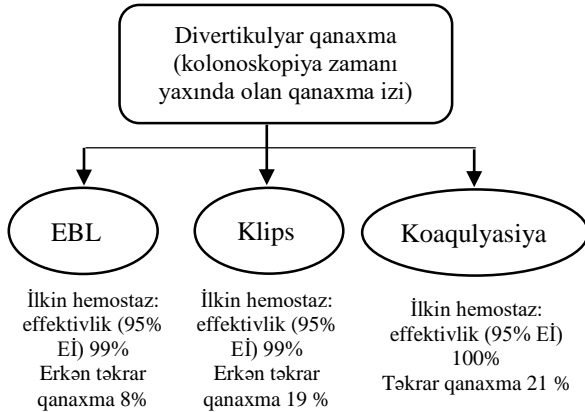 Divertikulyar qanaxma
(kolonoskopiya zamanı
yaxında olan qanaxma izi)
EBL
Klips
Koaqulyasiya
İlkin hemostaz:
effektivlik (95%
Eİ) 99%
Erkən təkrar
qanaxma 8%
İlkin hemostaz:
effektivlik (95%
Eİ) 99%
Erkən təkrar
qanaxma 19 %
İlkin hemostaz:
effektivlik (95% Eİ)
100%
Təkrar qanaxma 21 %